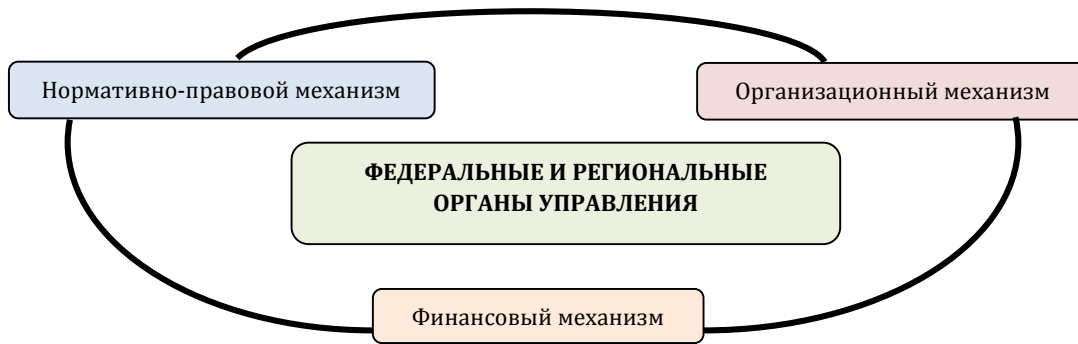 Нормативно-правовой механизм
Организационный механизм
ФЕДЕРАЛЬНЫЕ И РЕГИОНАЛЬНЫЕ
ОРГАНЫ УПРАВЛЕНИЯ
Финансовый механизм